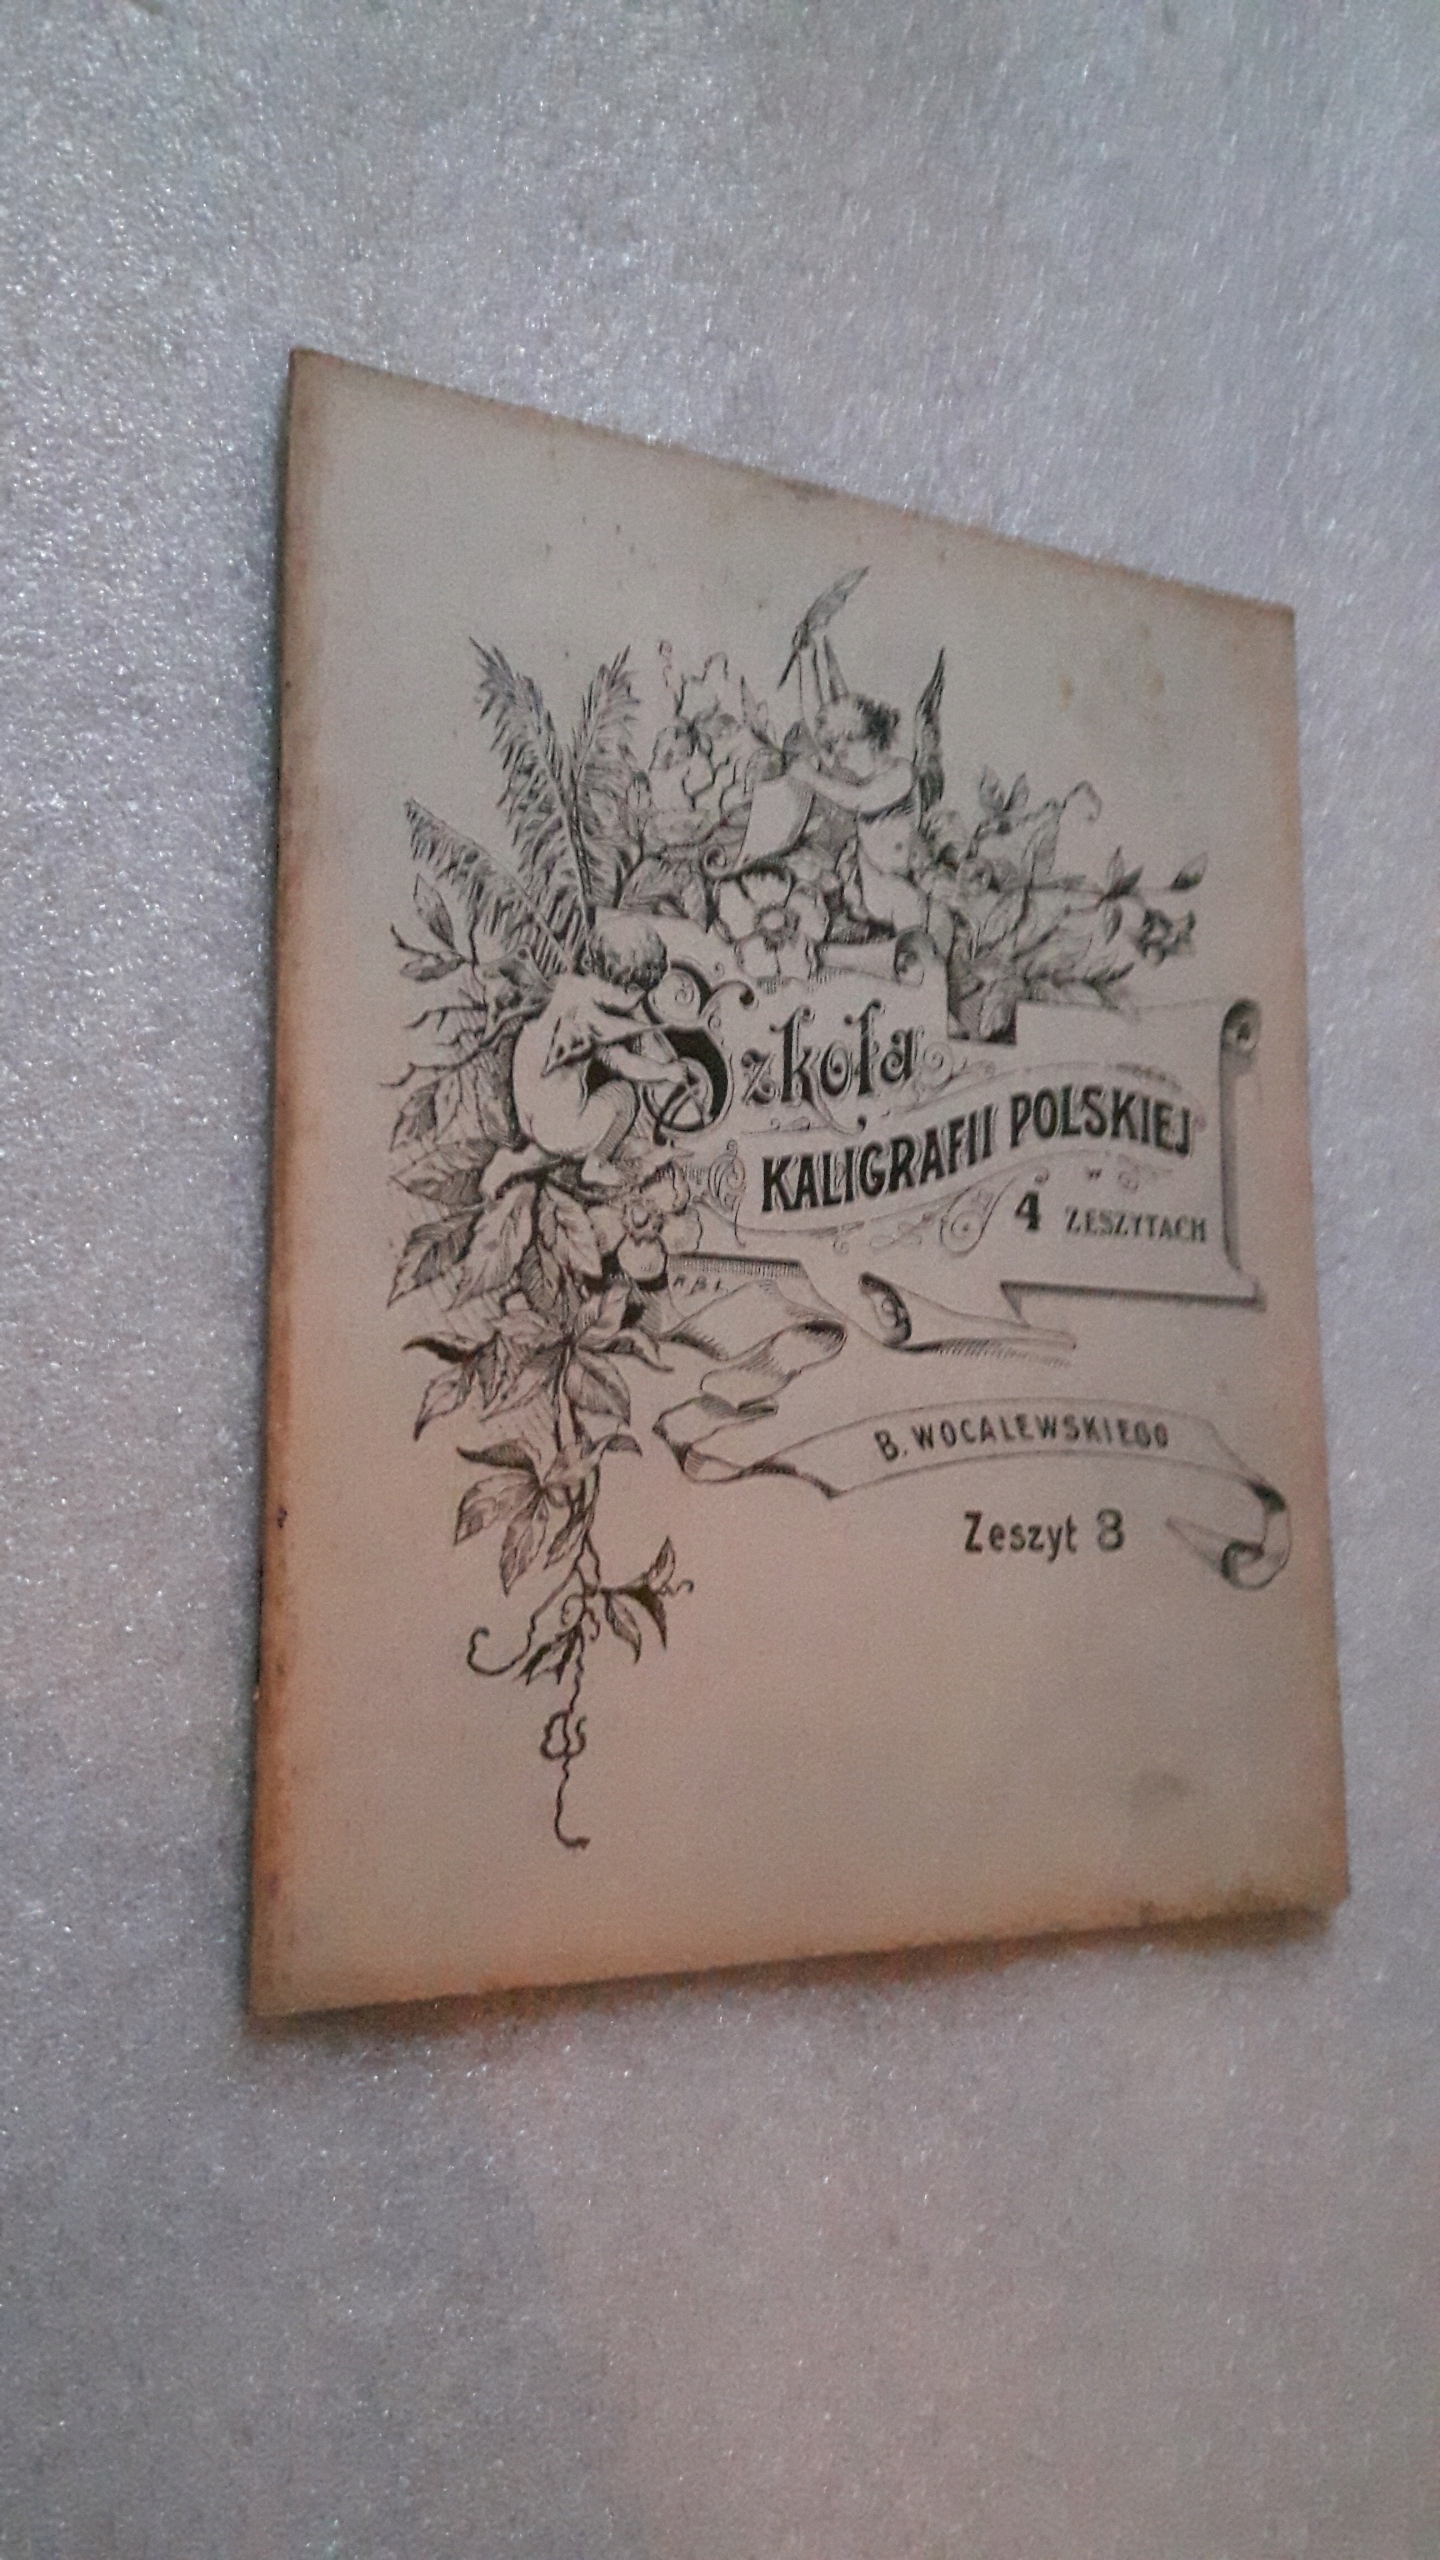 Szkoła
KALIGRAFII POLSKIEJ
W
4 ZESZYTACH
B. WOCALEWSKIEGO
Zeszyt 3